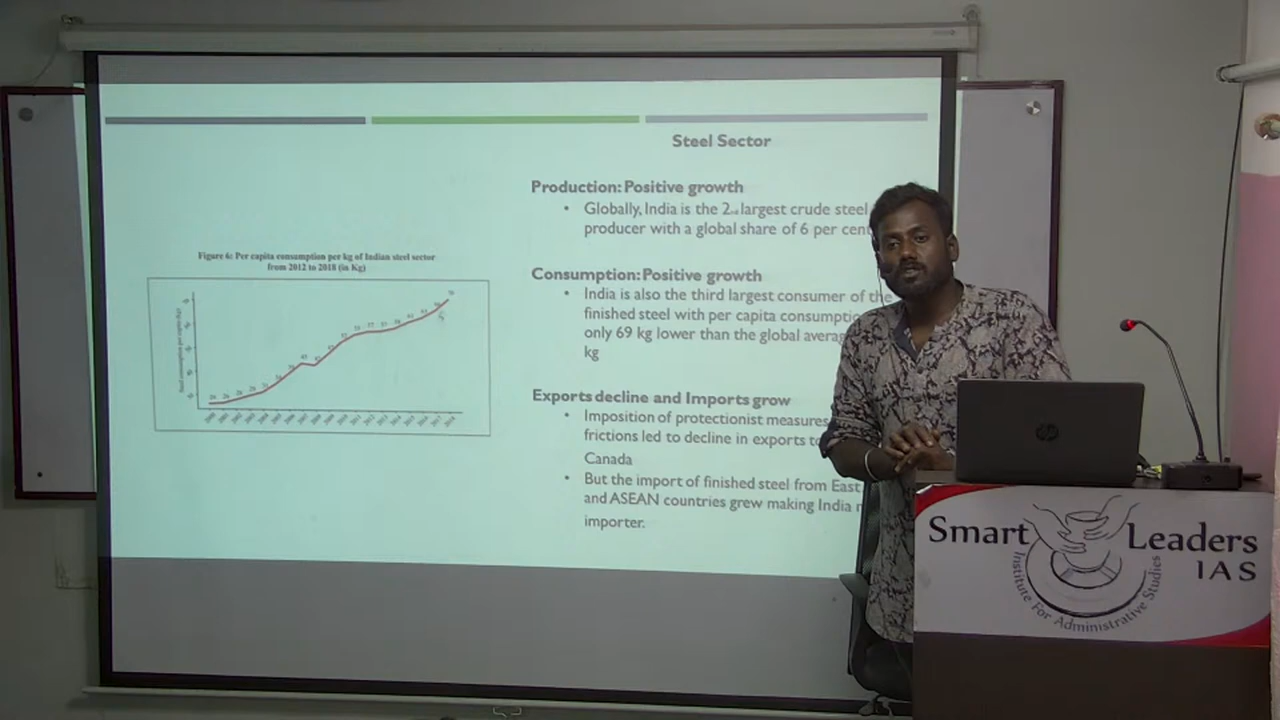 Steel Sector
Production: Positive growth
• Globally, India is the 2nd largest crude steel
producer with a global share of 6 per cent
Consumption: Positive growth
• India is also the third largest consumer of the
finished steel with per capita
only 69 kg lower than the global
kg
Exports decline and Imports grow
• Imposition of protectionist measures
frictions led to decline in exports to
Canada
• But the import of finished steel from East
and ASEAN countries grew making India
importer.
Figure 6: Per capita consumption per kg of Indian steel sector
from 2012 to 2018 (in Kg)
Smart Leaders
IAS
Institute For Administrative Studies
hp